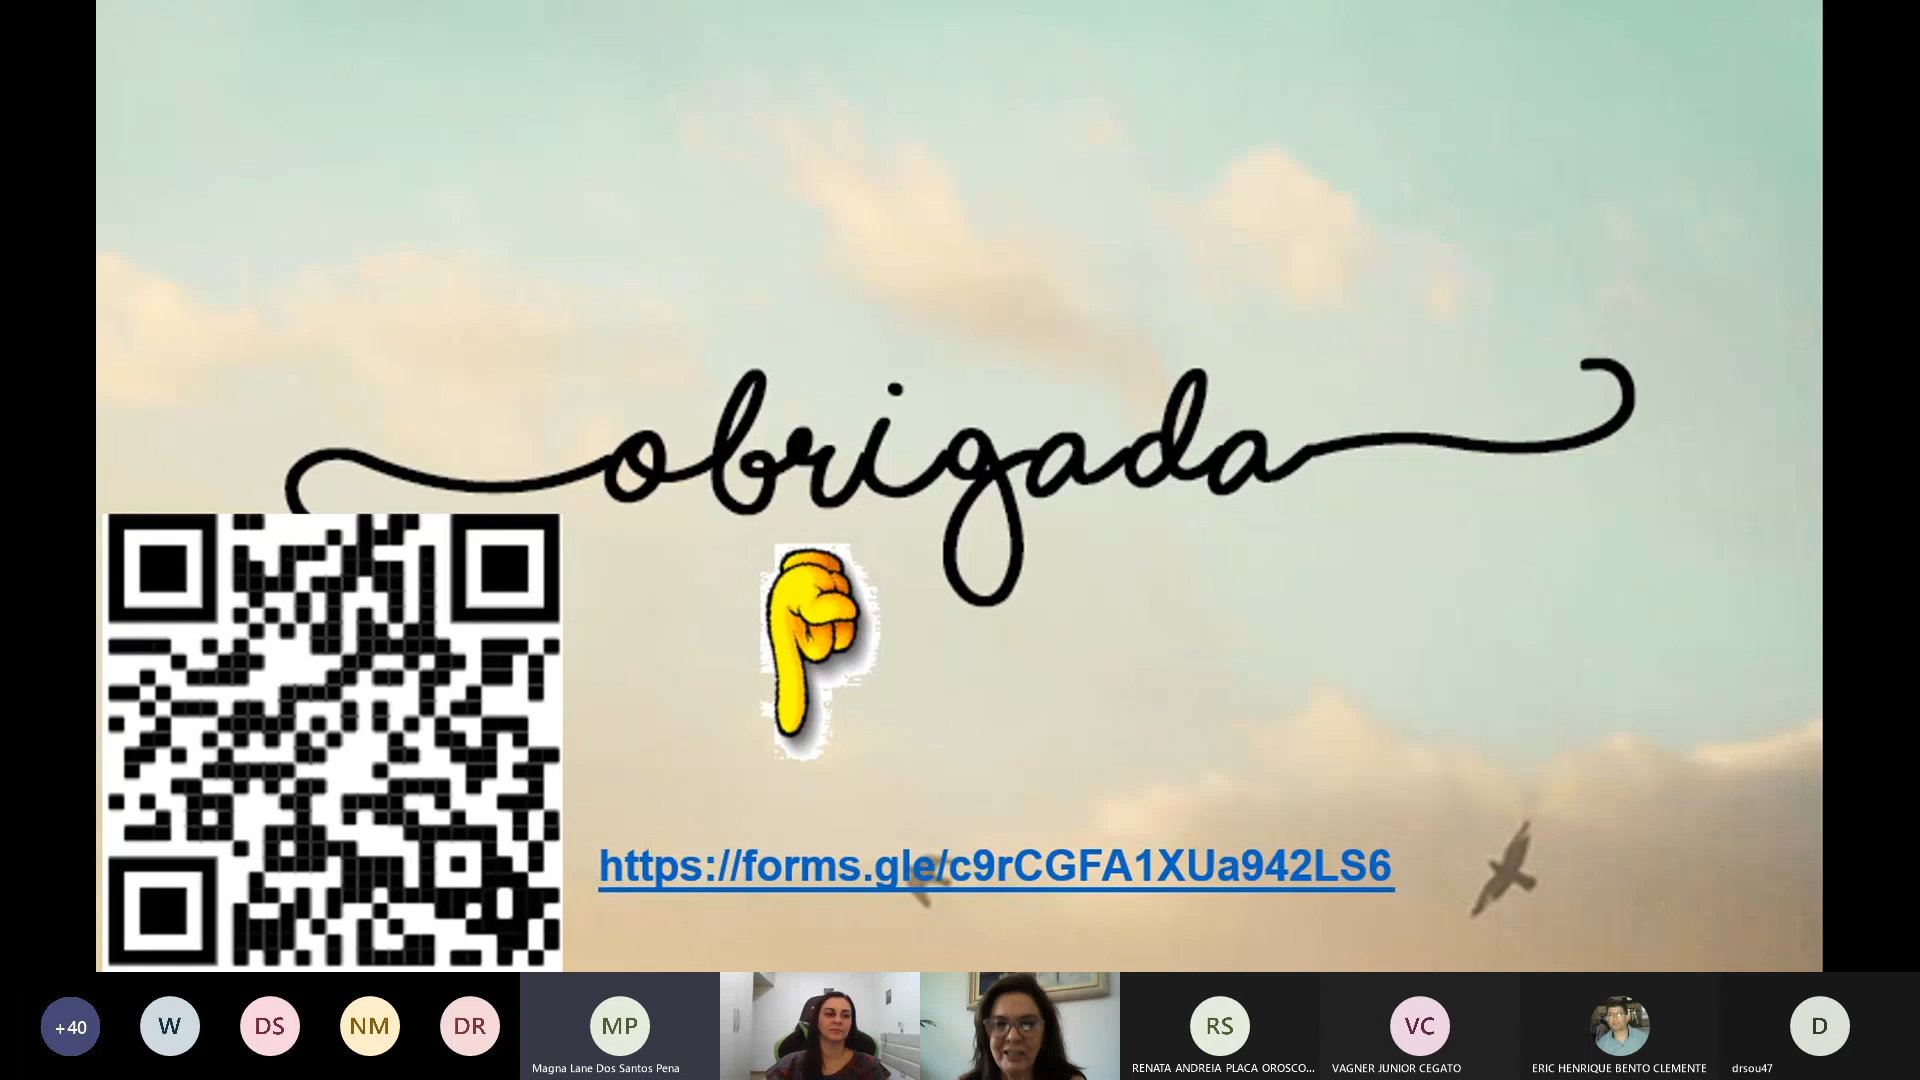 obrigada
https://forms.gle/c9rCGFA1XUa942LS6
+40
W
DS
NM
DR
MP
Magna Lane Dos Santos Pena
RS
RENATA ANDREIA PLACA OROSCO...
VC
VAGNER JUNIOR CEGATO
ERIC HENRIQUE BENTO CLEMENTE
D
drsou47